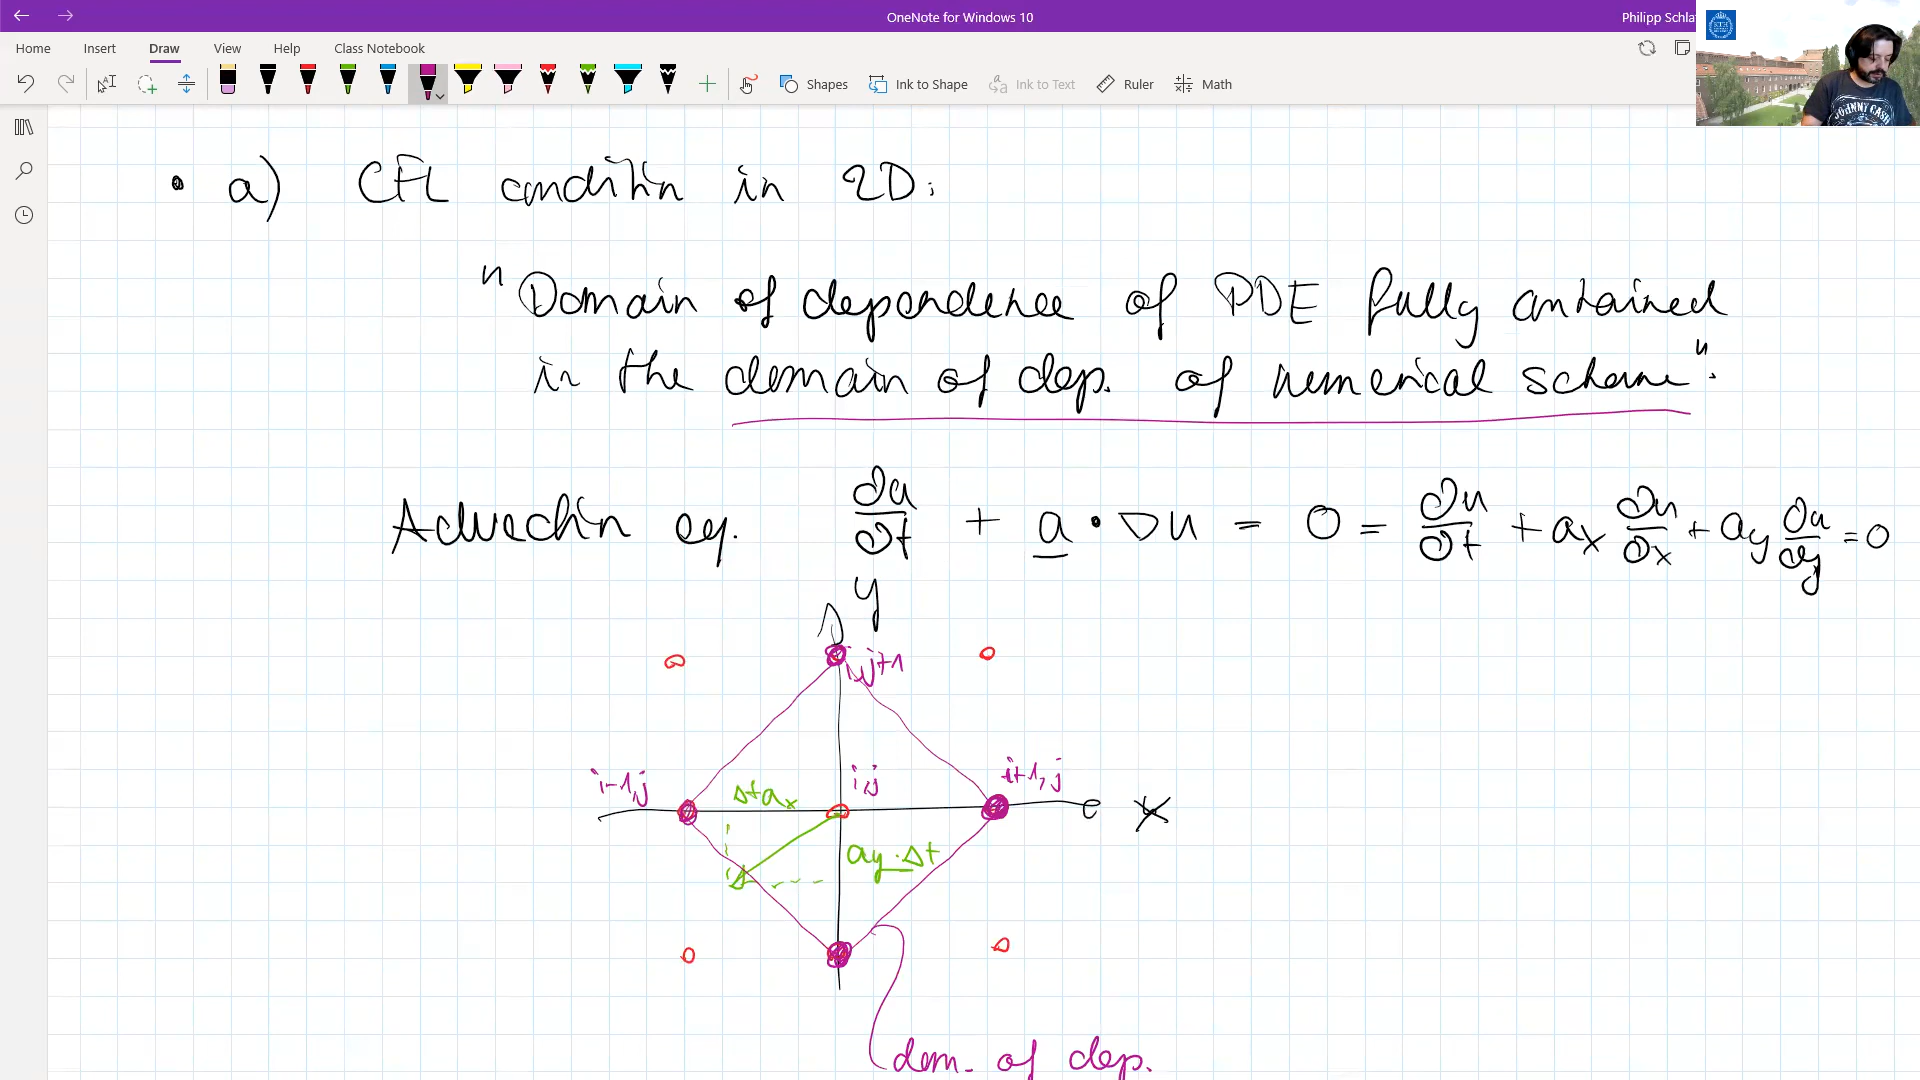 OneNote for Windows 10
Philipp Schla
Home Insert Draw View Help Class Notebook
Shapes Ink to Shape Ink to Text Ruler Math
JOHNNY CASH
• a) CFL condition in 2D:
"Domain of dependence of PDE fully contained
in the domain of dep. of numerical scheme".
Advection eq. ∂u/∂t + a • ∇u = 0 = ∂u/∂t + ax ∂u/∂x + ay ∂u/∂y = 0
y
i,j+1
i-1,j Δt ax i,j i+1,j x
ay · Δt
dom. of dep.